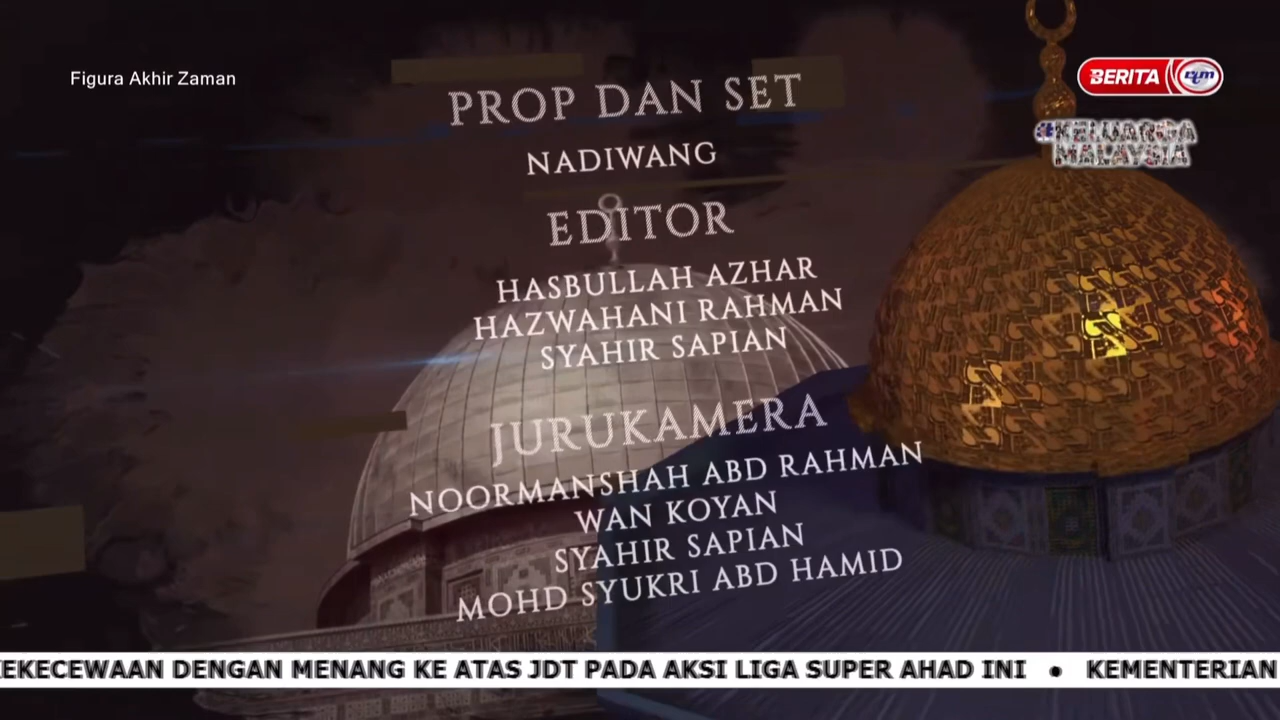 Figura Akhir Zaman
BERITA rtm
#KELUARGA
MALAYSIA
PROP DAN SET
NADIWANG
EDITOR
HASBULLAH AZHAR
HAZWAHANI RAHMAN
SYAHIR SAPIAN
JURUKAMERA
NOORMANSHAH ABD RAHMAN
WAN KOYAN
SYAHIR SAPIAN
MOHD SYUKRI ABD HAMID
EKECEWAAN DENGAN MENANG KE ATAS JDT PADA AKSI LIGA SUPER AHAD INI • KEMENTERIAN